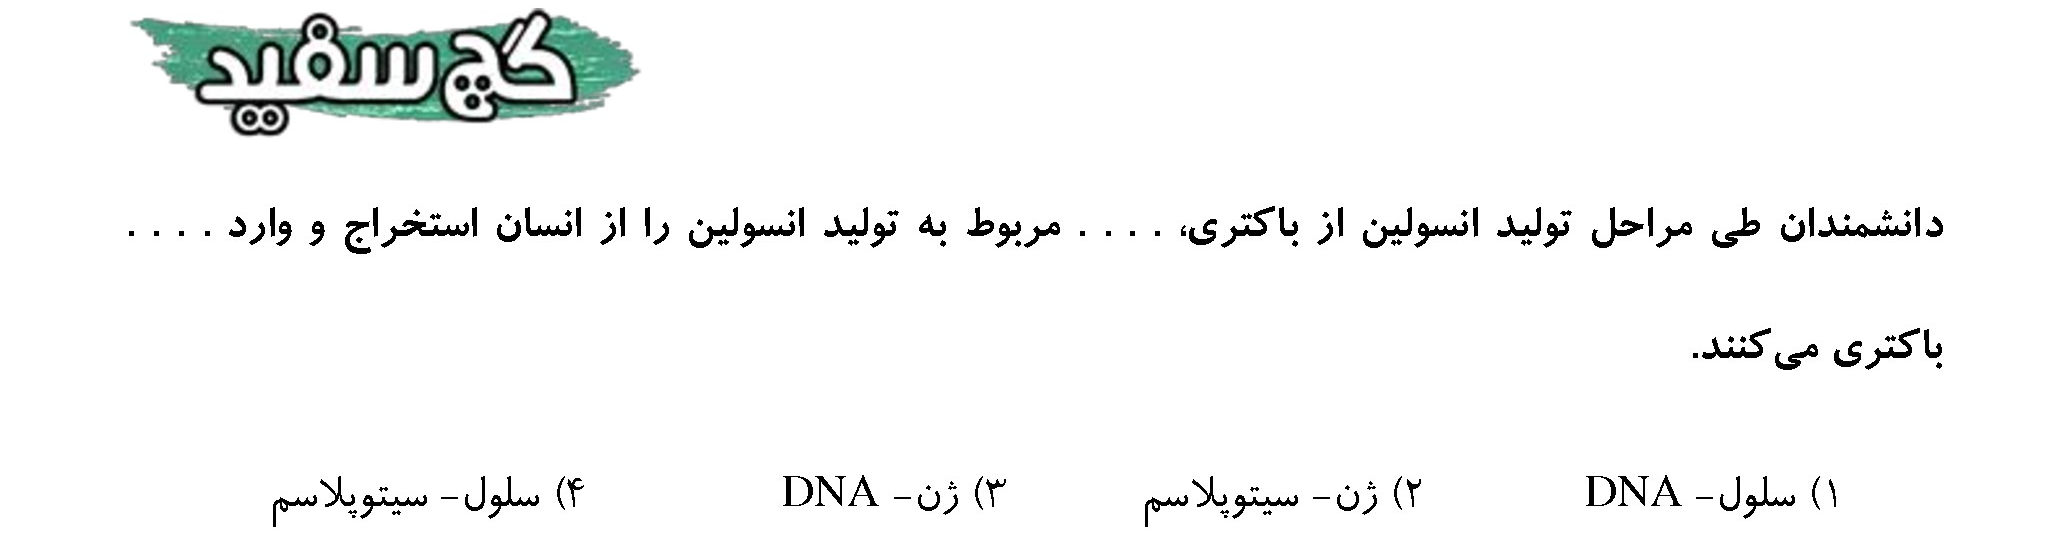 گچ سفید
دانشمندان طی مراحل تولید انسولین از باکتری، . . . . مربوط به تولید انسولین را از انسان استخراج و وارد . . . .
باکتری می‌کنند.
۱) سلول- DNA ۲) ژن- سیتوپلاسم ۳) ژن- DNA ۴) سلول- سیتوپلاسم